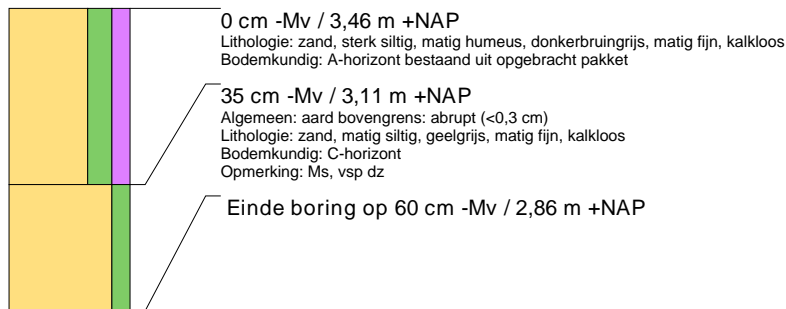 0 cm -Mv / 3,46 m +NAP
Lithologie: zand, sterk siltig, matig humeus, donkerbruingrijs, matig fijn, kalkloos
Bodemkundig: A-horizont bestaand uit opgebracht pakket
35 cm -Mv / 3,11 m +NAP
Algemeen: aard bovengrens: abrupt (<0,3 cm)
Lithologie: zand, matig siltig, geelgrijs, matig fijn, kalkloos
Bodemkundig: C-horizont
Opmerking: Ms, vsp dz
Einde boring op 60 cm -Mv / 2,86 m +NAP